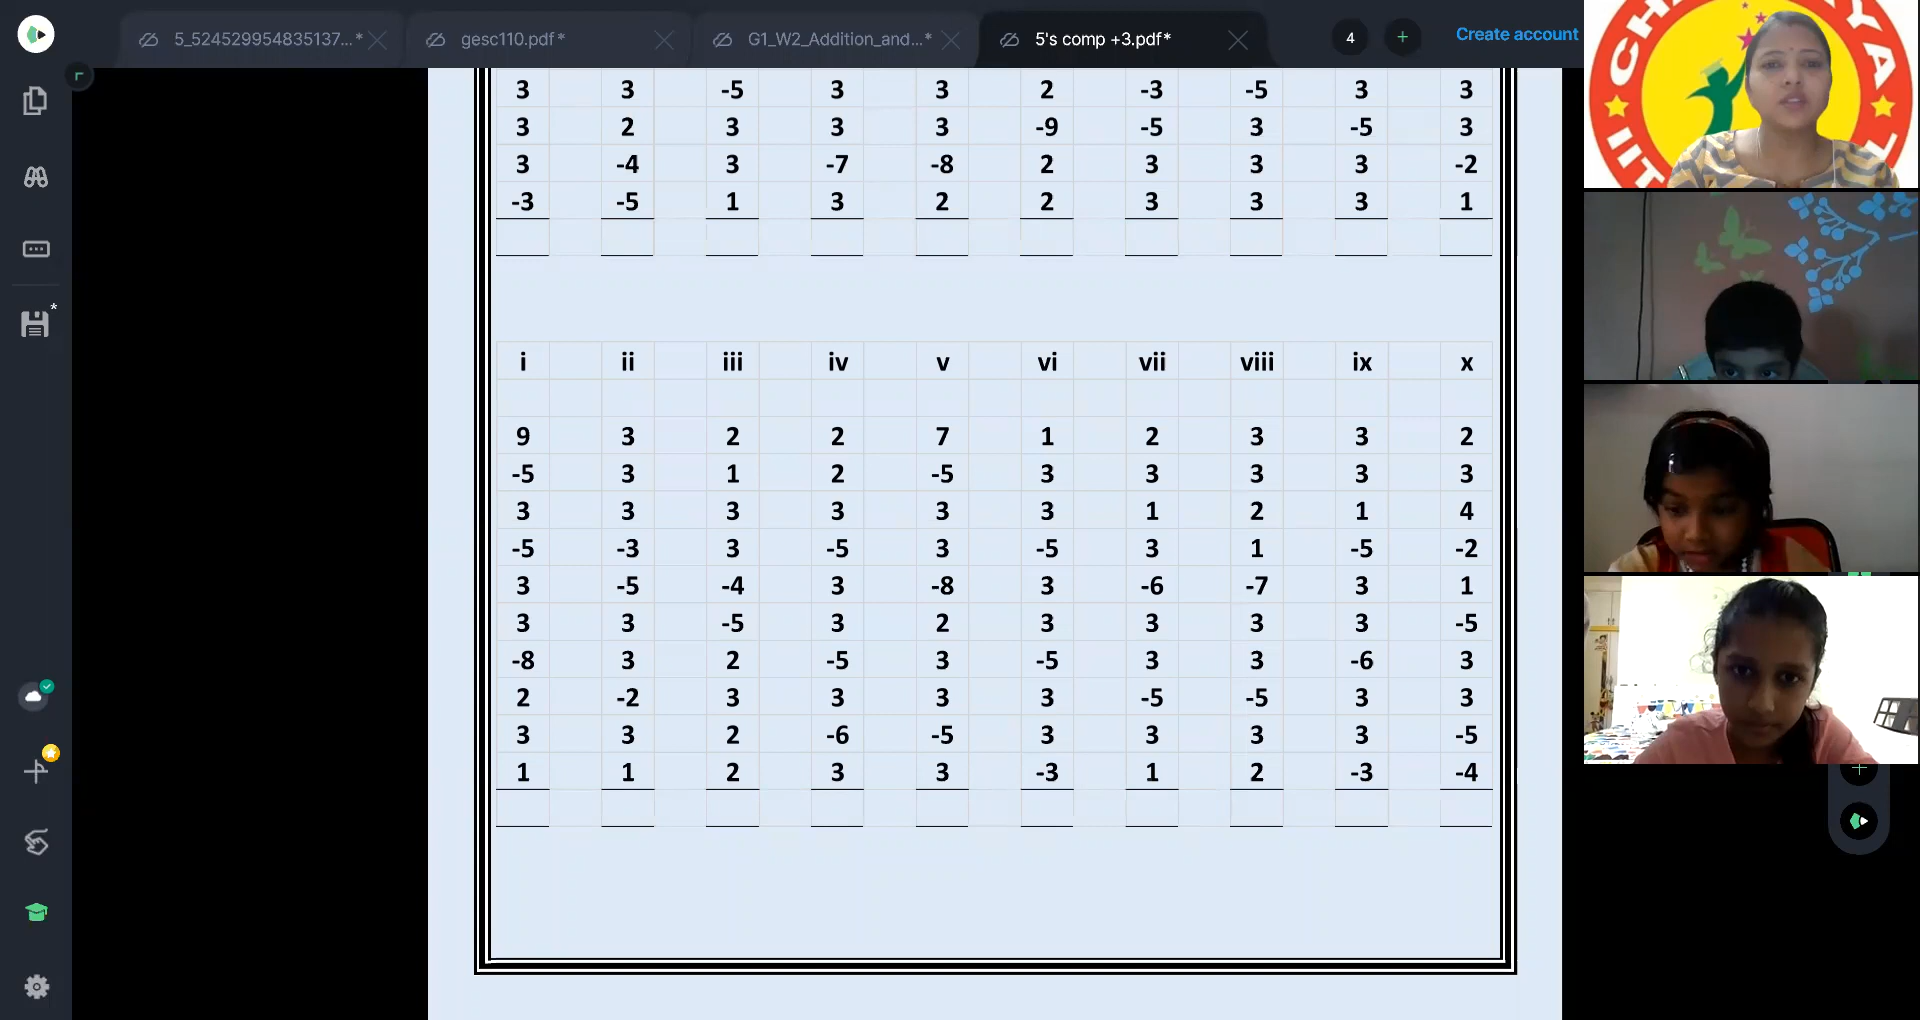 5_524529954835137...* gesc110.pdf* G1_W2_Addition_and...* 5's comp +3.pdf* 4 + Create account
3 3 -5 3 3 2 -3 -5 3 3
3 2 3 3 3 -9 -5 3 -5 3
3 -4 3 -7 -8 2 3 3 3 -2
-3 -5 1 3 2 2 3 3 3 1
i ii iii iv v vi vii viii ix x
9 3 2 2 7 1 2 3 3 2
-5 3 1 2 -5 3 3 3 3 3
3 3 3 3 3 3 1 2 1 4
-5 -3 3 -5 3 -5 3 1 -5 -2
3 -5 -4 3 -8 3 -6 -7 3 1
3 3 -5 3 2 3 3 3 3 -5
-8 3 2 -5 3 -5 3 3 -6 3
2 -2 3 3 3 3 -5 -5 3 3
3 3 2 -6 -5 3 3 3 3 -5
1 1 2 3 3 -3 1 2 -3 -4